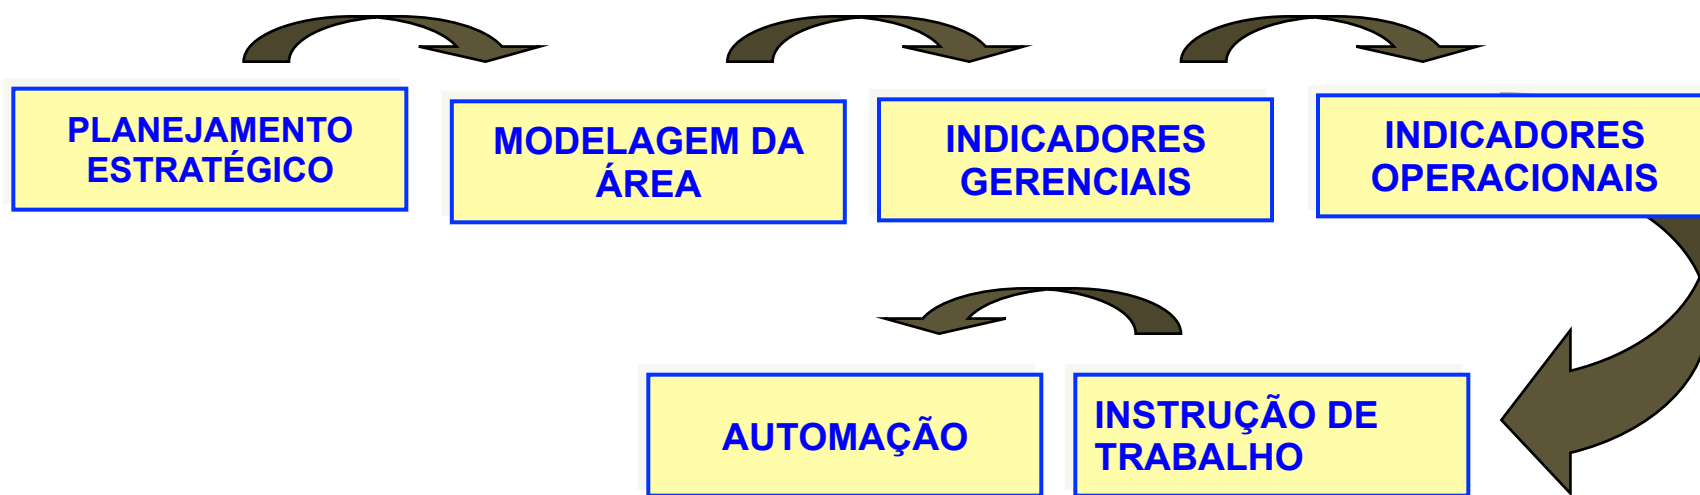 PLANEJAMENTO
ESTRATÉGICO
MODELAGEM DA
ÁREA
INDICADORES
GERENCIAIS
INDICADORES
OPERACIONAIS
INSTRUÇÃO DE
TRABALHO
AUTOMAÇÃO